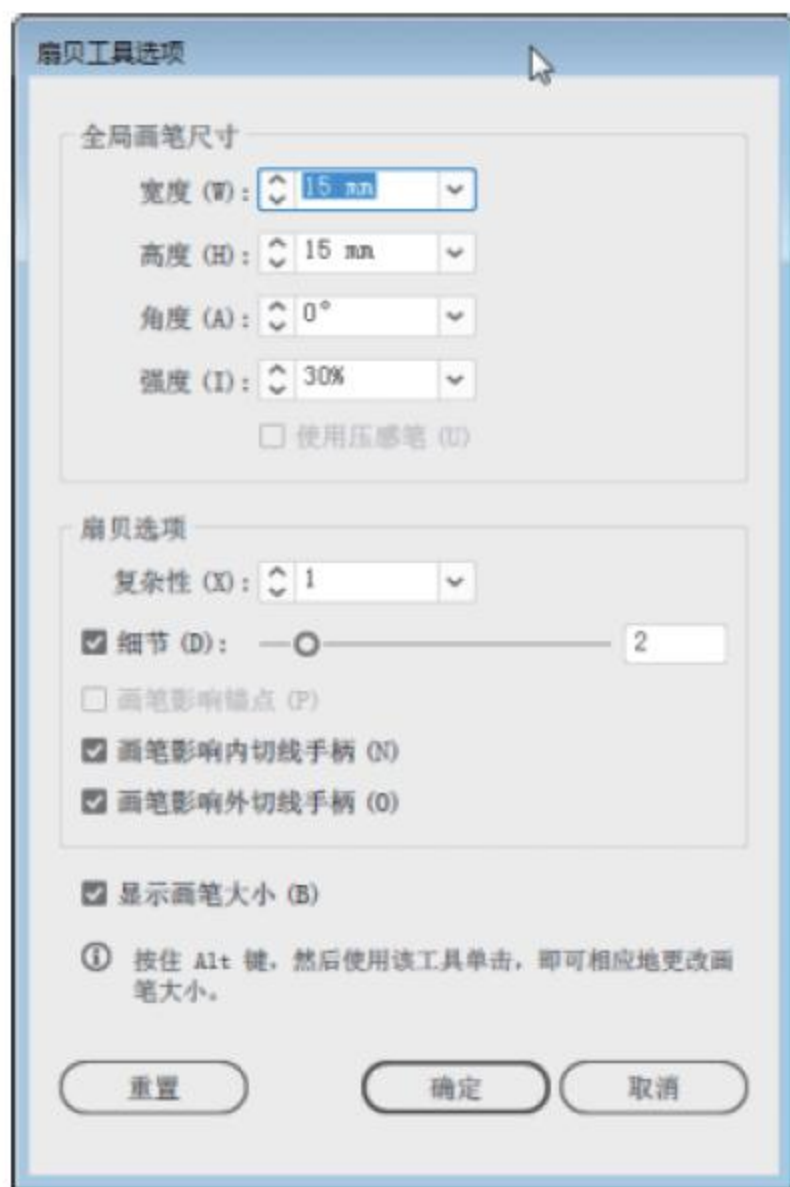 扇贝工具选项
全局画笔尺寸
宽度 (W): 15 mm
高度 (H): 15 mm
角度 (A): 0°
强度 (I): 30%
使用压感笔 (U)
扇贝选项
复杂性 (X): 1
细节 (D): 2
画笔影响锚点 (P)
画笔影响内切线手柄 (N)
画笔影响外切线手柄 (O)
显示画笔大小 (B)
按住 Alt 键，然后使用该工具单击，即可相应地更改画
笔大小。
重置 确定 取消